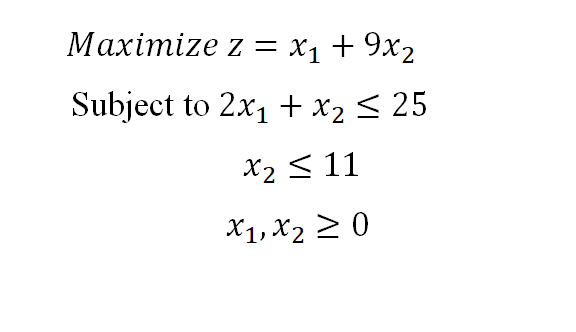 Maximize z = x₁ + 9x₂
Subject to 2x₁ + x₂ ≤ 25
x₂ ≤ 11
x₁, x₂ ≥ 0